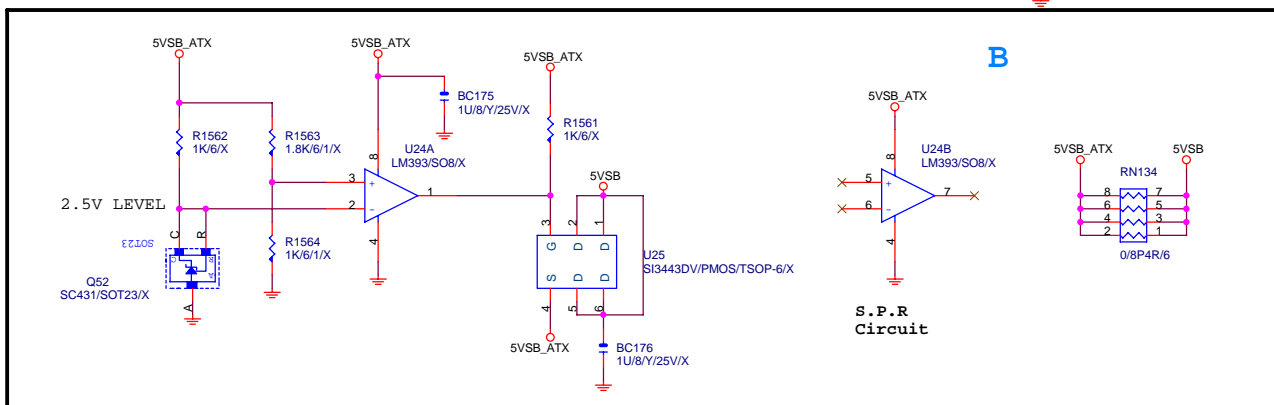 5VSB_ATX
5VSB_ATX
5VSB_ATX
B
BC175
1U/8/Y/25V/X
5VSB_ATX
R1562
1K/6/X
R1563
1.8K/6/1/X
R1561
1K/6/X
U24A
LM393/SO8/X
8
3
+
2
−
1
4
U24B
LM393/SO8/X
8
5
+
6
−
7
4
5VSB_ATX
5VSB
RN134
8
7
6
5
4
3
2
1
0/8P4R/6
5VSB
2.5V LEVEL
C
R
SOT23
R1564
1K/6/1/X
3
2
1
G
D
D
S
D
D
4
5
6
U25
SI3443DV/PMOS/TSOP-6/X
Q52
SC431/SOT23/X
A
S.P.R
Circuit
5VSB_ATX
BC176
1U/8/Y/25V/X